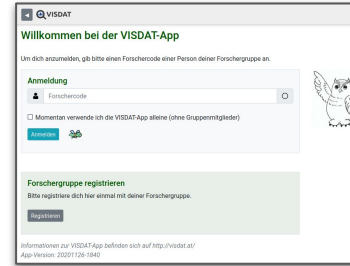 VISDAT
Willkommen bei der VISDAT-App
Um dich anzumelden, gib bitte einen Forschercode einer Person deiner Forschergruppe an.
Anmeldung
Forschercode
Momentan verwende ich die VISDAT-App alleine (ohne Gruppenmitglieder)
Anmelden
Forschergruppe registrieren
Bitte registriere dich hier einmal mit deiner Forschergruppe.
Registrieren
Informationen zur VISDAT-App befinden sich auf http://visdat.at/
App-Version: 20201126-1840